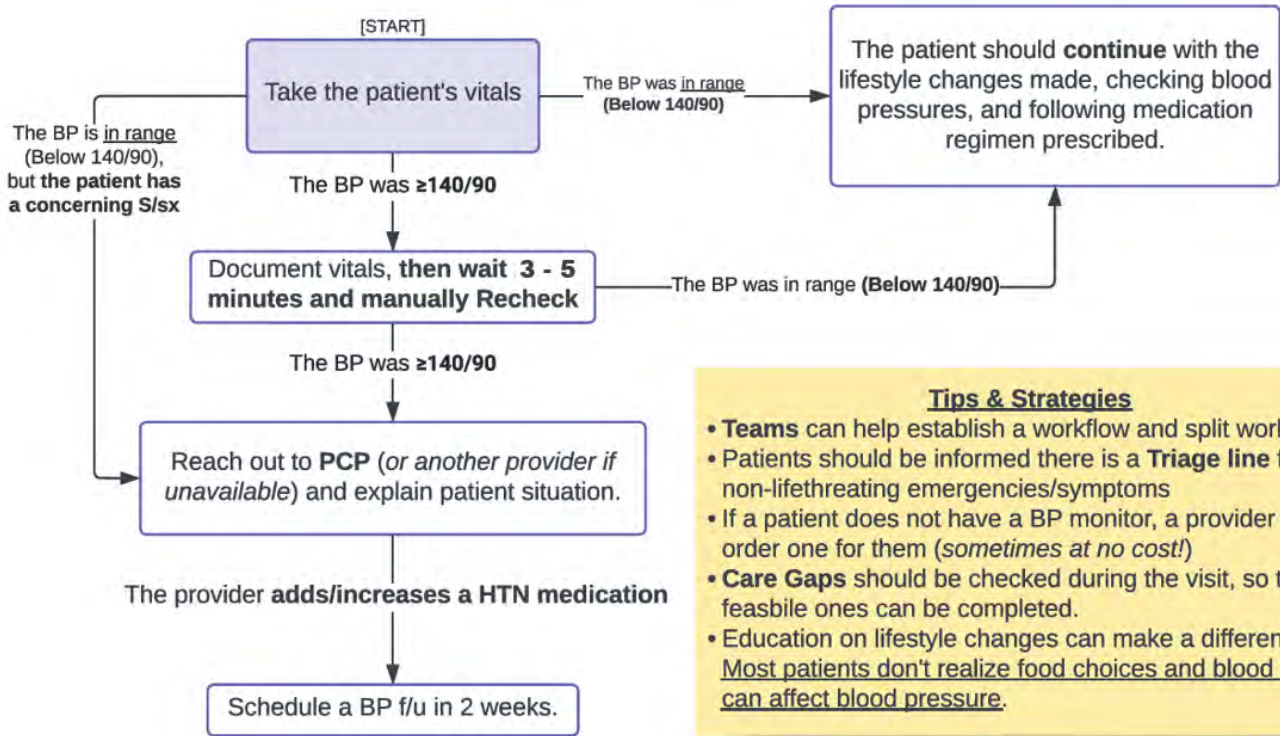 [START]
Take the patient's vitals
The BP was in range
(Below 140/90)
The patient should continue with the
lifestyle changes made, checking blood
pressures, and following medication
regimen prescribed.
The BP is in range
(Below 140/90),
but the patient has
a concerning S/sx
The BP was ≥140/90
Document vitals, then wait 3 - 5
minutes and manually Recheck
The BP was in range (Below 140/90)
The BP was ≥140/90
Reach out to PCP (or another provider if
unavailable) and explain patient situation.
The provider adds/increases a HTN medication
Schedule a BP f/u in 2 weeks.
Tips & Strategies
• Teams can help establish a workflow and split
• Patients should be informed there is a Triage line
non-lifethreating emergencies/symptoms
• If a patient does not have a BP monitor, a provider
order one for them (sometimes at no cost!)
• Care Gaps should be checked during the visit, so
feasbile ones can be completed.
• Education on lifestyle changes can make a
Most patients don't realize food choices and blood
can affect blood pressure.